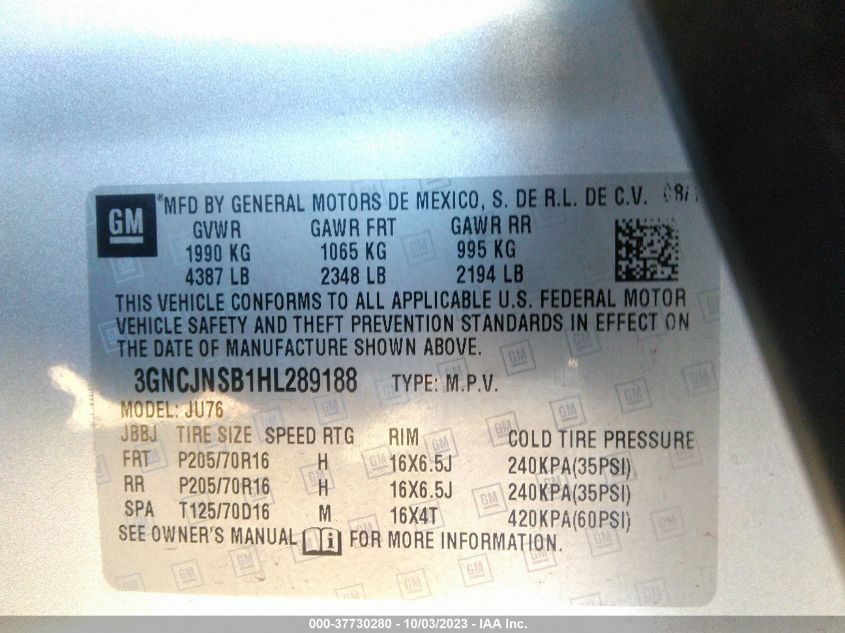 GM
®MFD BY GENERAL MOTORS DE MEXICO, S. DE R.L. DE C.V. 08/
GVWR GAWR FRT GAWR RR
1990 KG 1065 KG 995 KG
4387 LB 2348 LB 2194 LB
THIS VEHICLE CONFORMS TO ALL APPLICABLE U.S. FEDERAL MOTOR
VEHICLE SAFETY AND THEFT PREVENTION STANDARDS IN EFFECT ON
THE DATE OF MANUFACTURE SHOWN ABOVE.
3GNCJNSB1HL289188 TYPE: M.P.V.
MODEL: JU76
JBBJ TIRE SIZE SPEED RTG RIM COLD TIRE PRESSURE
FRT P205/70R16 H 16X6.5J 240KPA(35PSI)
RR P205/70R16 H 16X6.5J 240KPA(35PSI)
SPA T125/70D16 M 16X4T 420KPA(60PSI)
SEE OWNER'S MANUAL i FOR MORE INFORMATION.
000-37730280 - 10/03/2023 - IAA Inc.